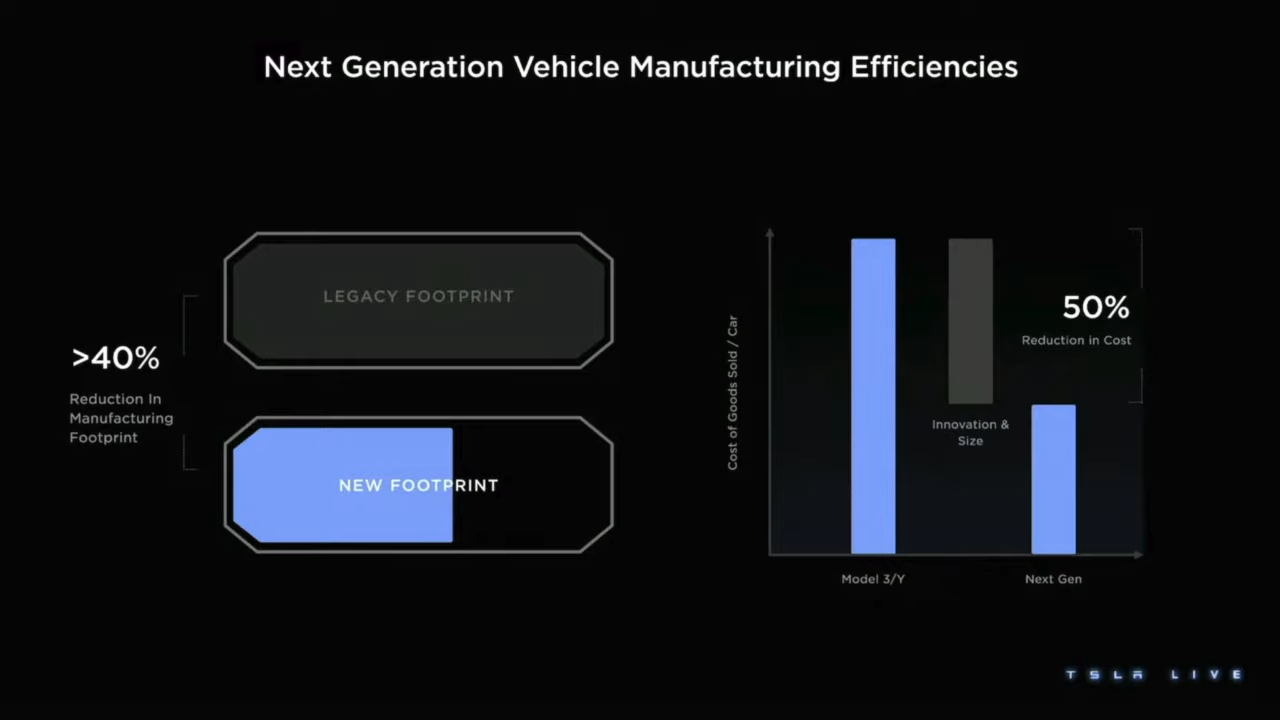 Next Generation Vehicle Manufacturing Efficiencies
LEGACY FOOTPRINT
>40%
Reduction In
Manufacturing
Footprint
NEW FOOTPRINT
Cost of Goods Sold / Car
50%
Reduction in Cost
Innovation &
Size
Model 3/Y
Next Gen
TSLA LIVE